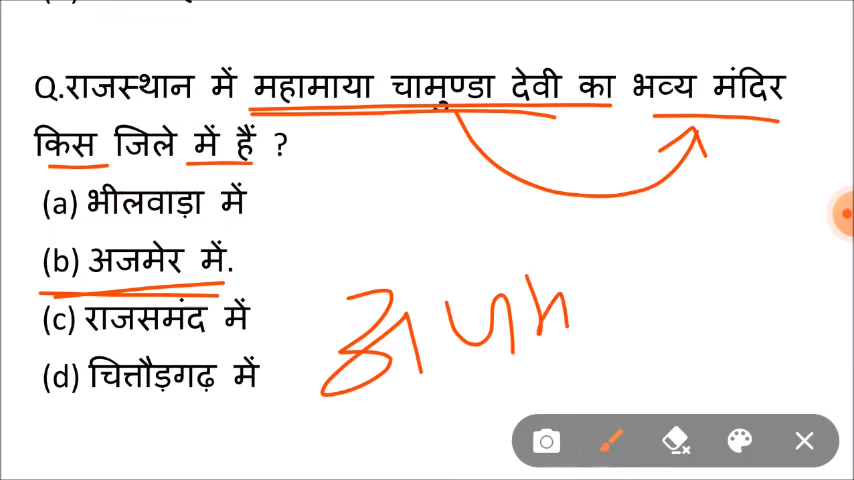 Q.राजस्थान में महामाया चामुण्डा देवी का भव्य मंदिर
किस जिले में हैं ?
(a) भीलवाड़ा में
(b) अजमेर में.
(c) राजसमंद में
(d) चित्तौड़गढ़ में